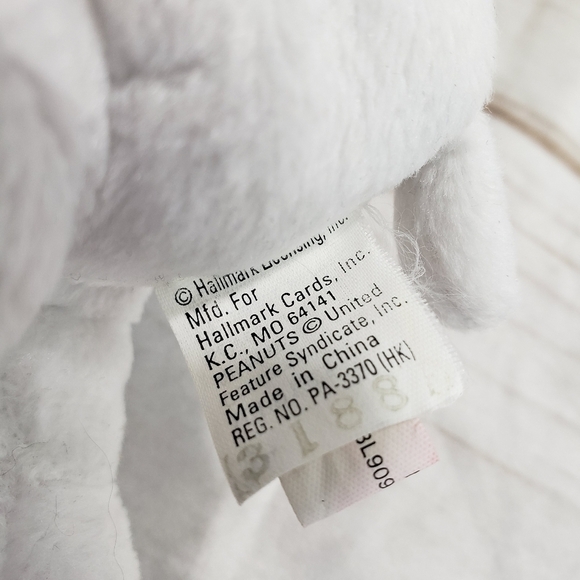 © Hallmark Licensing, Inc.
Mfd. For
Hallmark Cards, Inc.
K.C., MO 64141
PEANUTS © United
Feature Syndicate, Inc.
Made in China
REG. NO. PA-3370 (HK)
3188